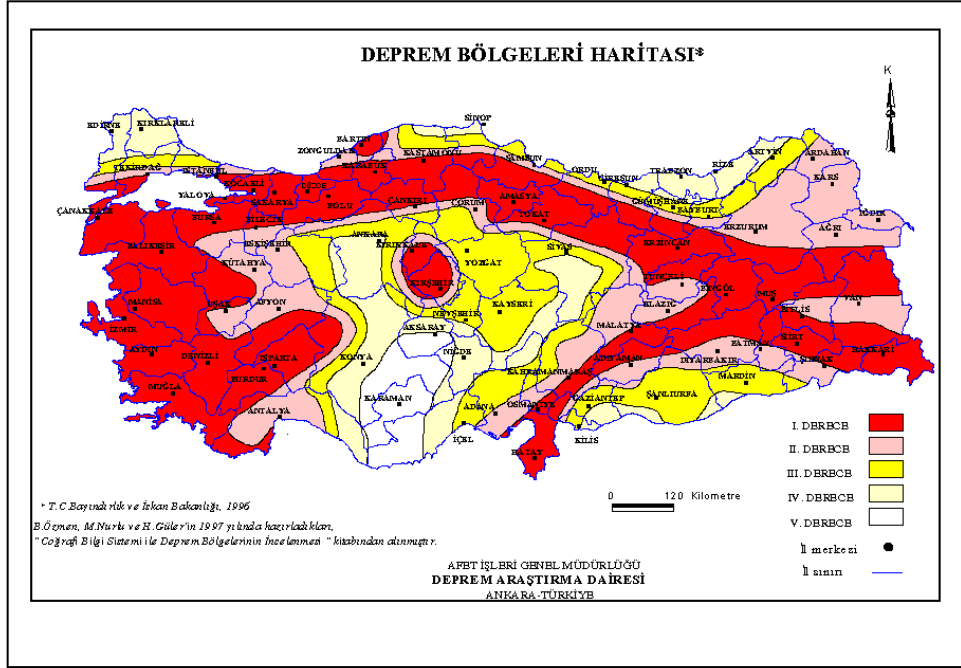 DEPREM BÖLGELERİ HARİTASI*
K
SİNOP
EDİRNE
KIRKLARELİ
BARTIN
ZONGULDAK
KASTAMONU
KARABÜK
SAMSUN
ORDU
GİRESUN
TRABZON
RİZE
ARTVİN
ARDAHAN
KARS
TEKİRDAĞ
İSTANBUL
KOCAELİ
YALOVA
SAKARYA
DÜZCE
BOLU
ÇANKIRI
ÇORUM
AMASYA
TOKAT
GÜMÜŞHANE
BAYBURT
ERZURUM
IĞDIR
AĞRI
ÇANAKKALE
BURSA
BİLECİK
BALIKESİR
ESKİŞEHİR
ANKARA
KIRIKKALE
YOZGAT
SİVAS
ERZİNCAN
KÜTAHYA
TUNCELİ
BİNGÖL
MUŞ
KIRŞEHİR
KAYSERİ
ELAZIĞ
VAN
MANİSA
UŞAK
AFYON
NEVŞEHİR
BİTLİS
İZMİR
AKSARAY
MALATYA
SİİRT
AYDIN
DENİZLİ
ISPARTA
KONYA
NİĞDE
ADIYAMAN
DİYARBAKIR
BATMAN
ŞIRNAK
HAKKARİ
BURDUR
KAHRAMANMARAŞ
MARDİN
MUĞLA
KARAMAN
ADANA
OSMANİYE
GAZİANTEP
ŞANLIURFA
ANTALYA
İÇEL
KİLİS
HATAY
I. DERECE
II. DERECE
III. DERECE
IV. DERECE
V. DERECE
İl merkezi
İl sınırı
0 120 Kilometre
* T.C.Bayındırlık ve İskan Bakanlığı, 1996
B.Özmen, M.Nurlu ve H.Güler'in 1997 yılında hazırladıkları,
"Coğrafi Bilgi Sistemi ile Deprem Bölgelerinin İncelenmesi" kitabından alınmıştır.
AFET İŞLERİ GENEL MÜDÜRLÜĞÜ
DEPREM ARAŞTIRMA DAİRESİ
ANKARA-TÜRKİYE